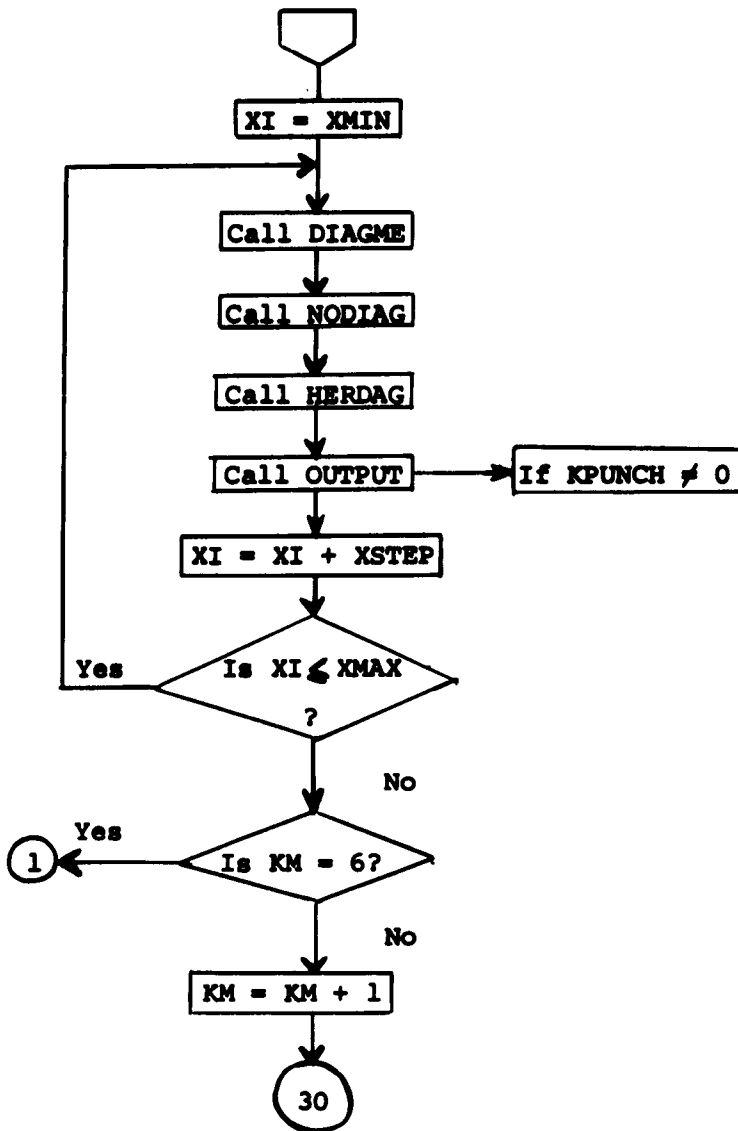 XI = XMIN
Call DIAGME
Call NODIAG
Call HERDAG
Call OUTPUT
If KPUNCH ≠ 0
XI = XI + XSTEP
Yes
Is XI ≤ XMAX
?
No
Yes
1
Is KM = 6?
No
KM = KM + 1
30